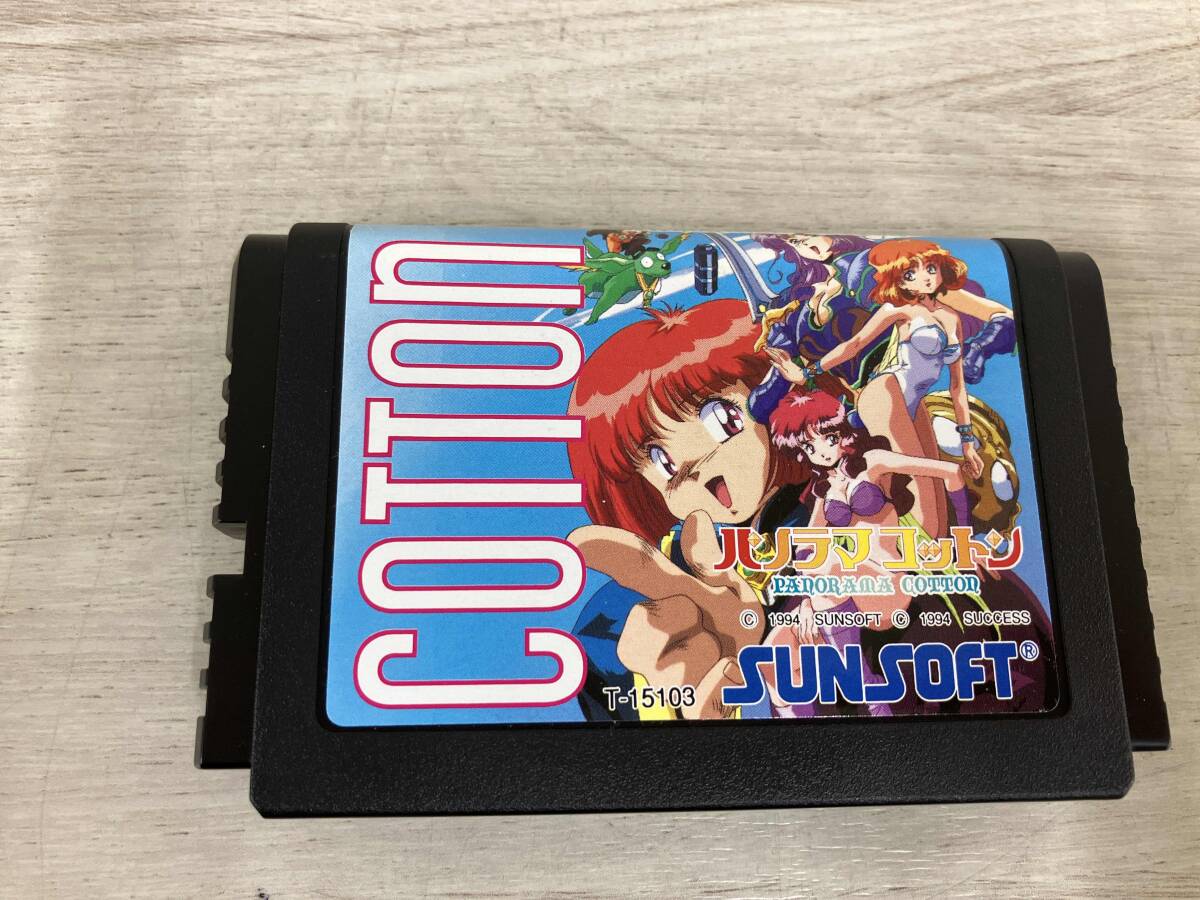 COTTON
パノラマ コットン
PANORAMA COTTON
© 1994 SUNSOFT © 1994 SUCCESS
SUNSOFT®
T-15103